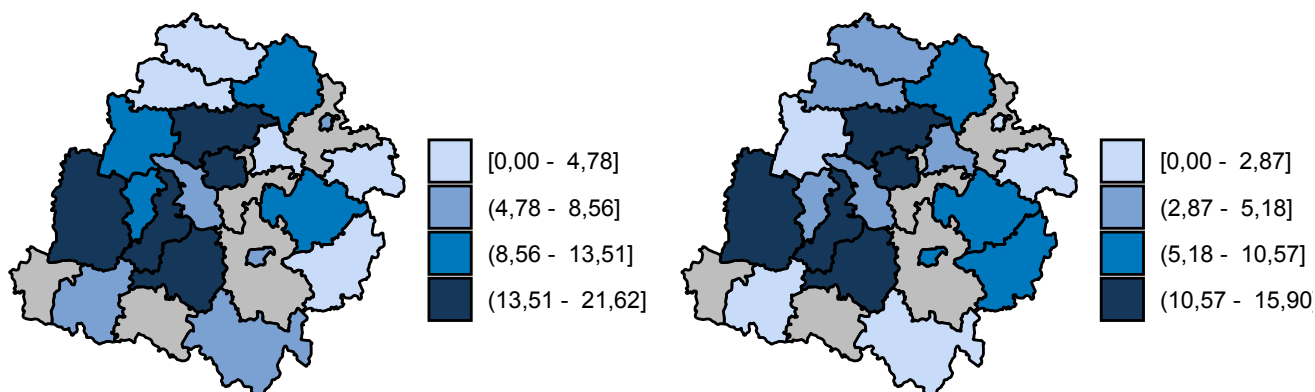 [0,00 - 4,78]
(4,78 - 8,56]
(8,56 - 13,51]
(13,51 - 21,62]
[0,00 - 2,87]
(2,87 - 5,18]
(5,18 - 10,57]
(10,57 - 15,90]